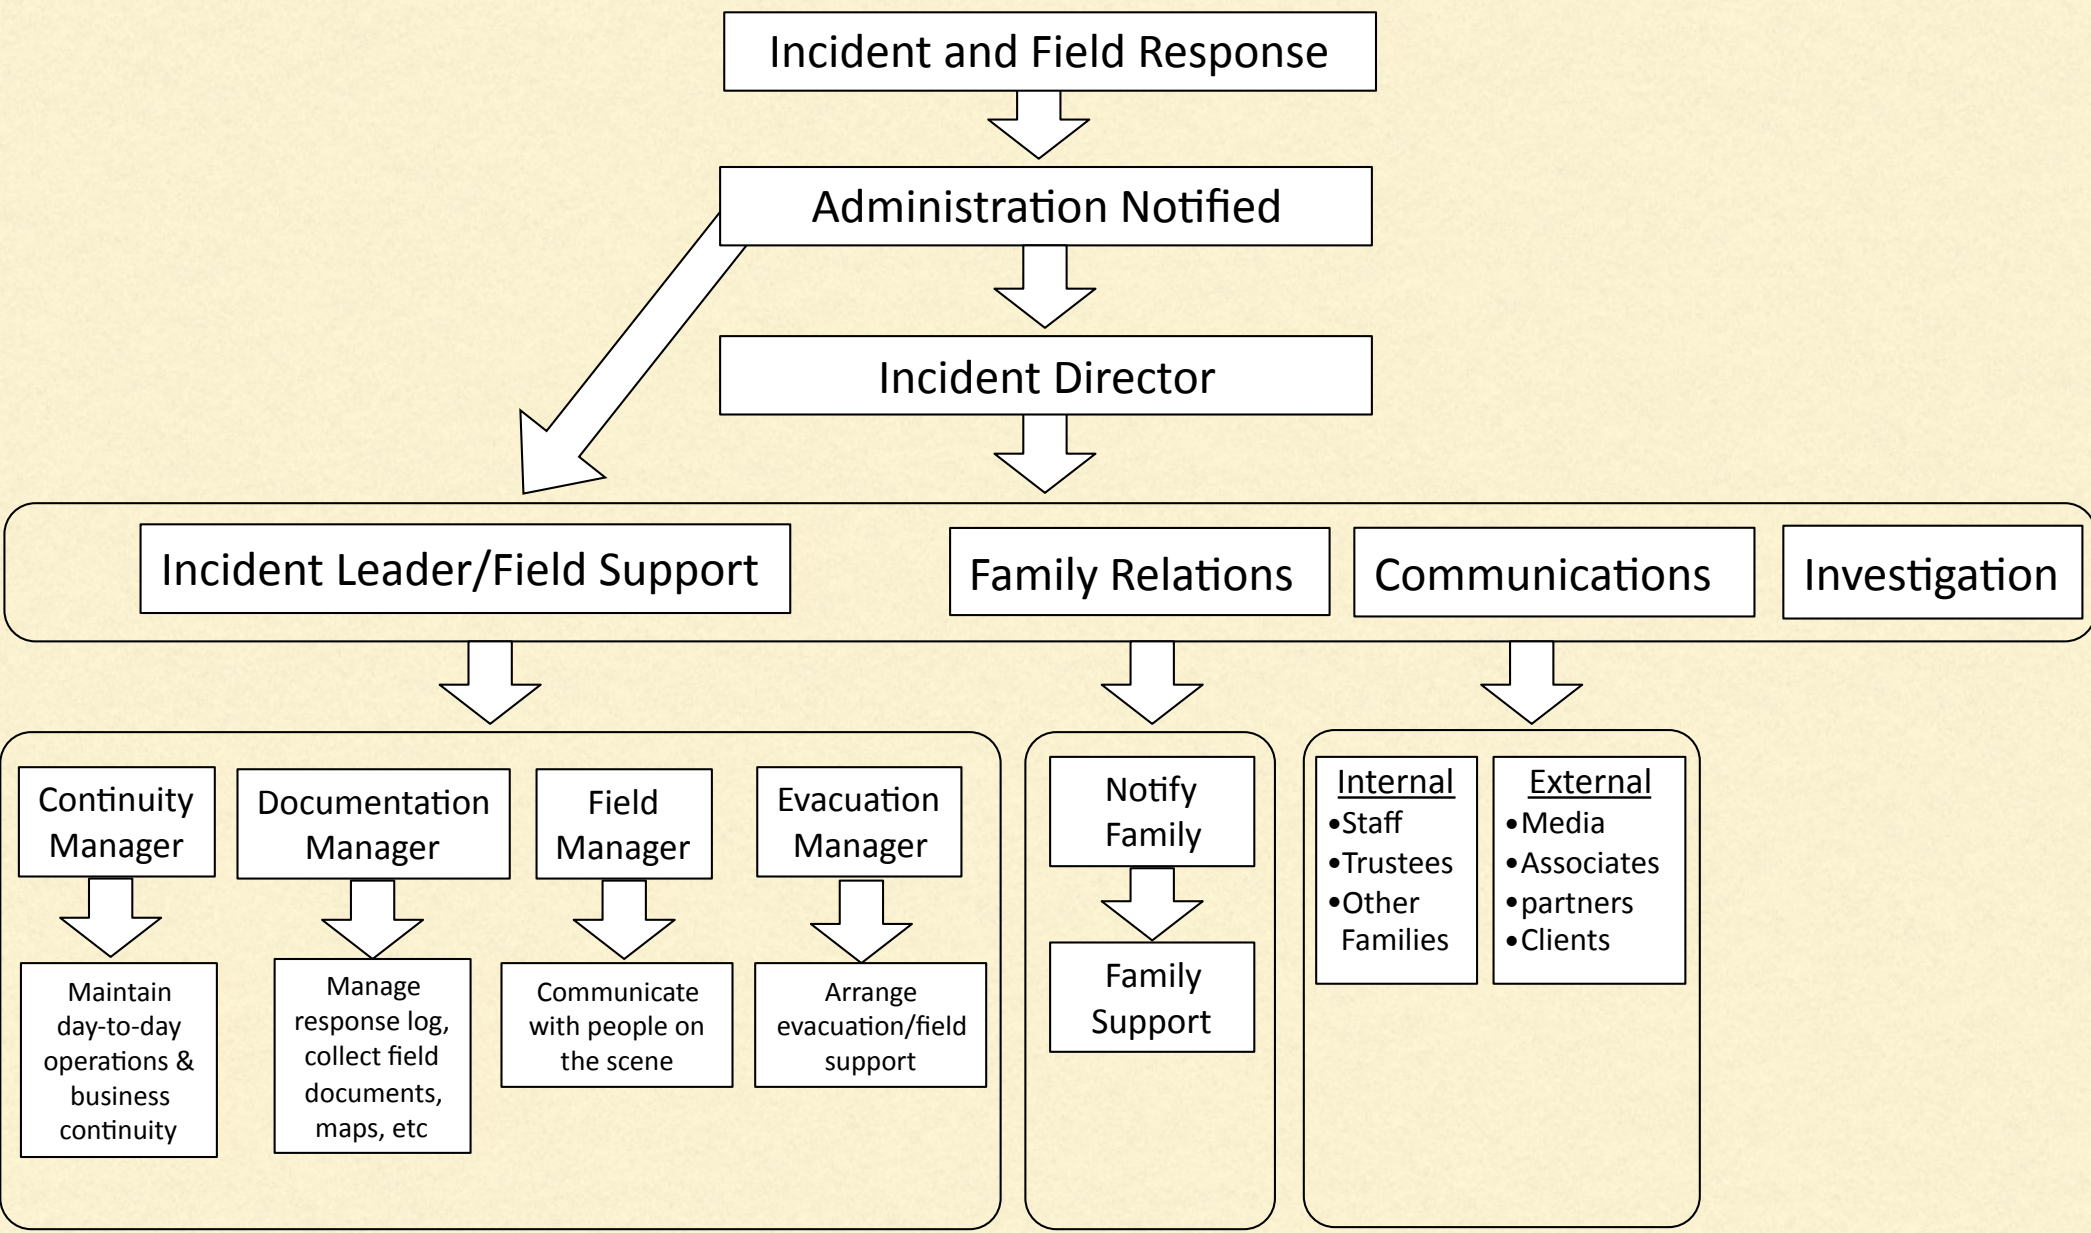 Incident and Field Response
Administration Notified
Incident Director
Incident Leader/Field Support
Family Relations
Communications
Investigation
Continuity
Manager
Documentation
Manager
Field
Manager
Evacuation
Manager
Maintain
day-to-day
operations &
business
continuity
Manage
response log,
collect field
documents,
maps, etc
Communicate
with people on
the scene
Arrange
evacuation/field
support
Notify
Family
Family
Support
Internal
•Staff
•Trustees
•Other
Families
External
•Media
•Associates
•partners
•Clients